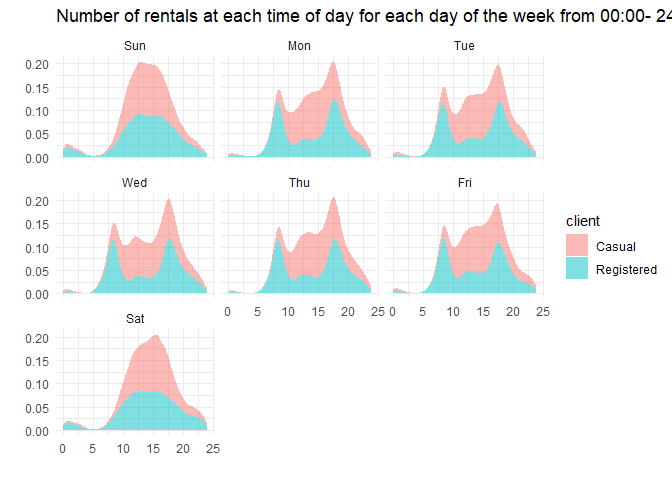 Number of rentals at each time of day for each day of the week from 00:00- 24
Sun Mon Tue
0.20
0.15
0.10
0.05
0.00
Wed Thu Fri
0.20
0.15
0.10
0.05
0.00
0 5 10 15 20 25 0 5 10 15 20 25
client
Casual
Registered
Sat
0.20
0.15
0.10
0.05
0.00
0 5 10 15 20 25